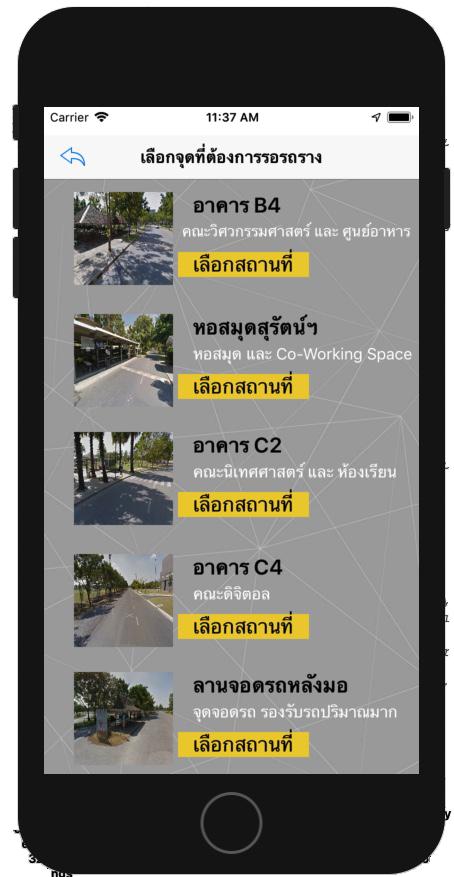 Carrier 11:37 AM
เลือกจุดที่ต้องการรอรถราง
อาคาร B4
คณะวิศวกรรมศาสตร์ และ ศูนย์อาหาร
เลือกสถานที่
หอสมุดสุรัตน์ฯ
หอสมุด และ Co-Working Space
เลือกสถานที่
อาคาร C2
คณะนิเทศศาสตร์ และ ห้องเรียน
เลือกสถานที่
อาคาร C4
คณะดิจิตอล
เลือกสถานที่
ลานจอดรถหลังมอ
จุดจอดรถ รองรับรถปริมาณมาก
เลือกสถานที่